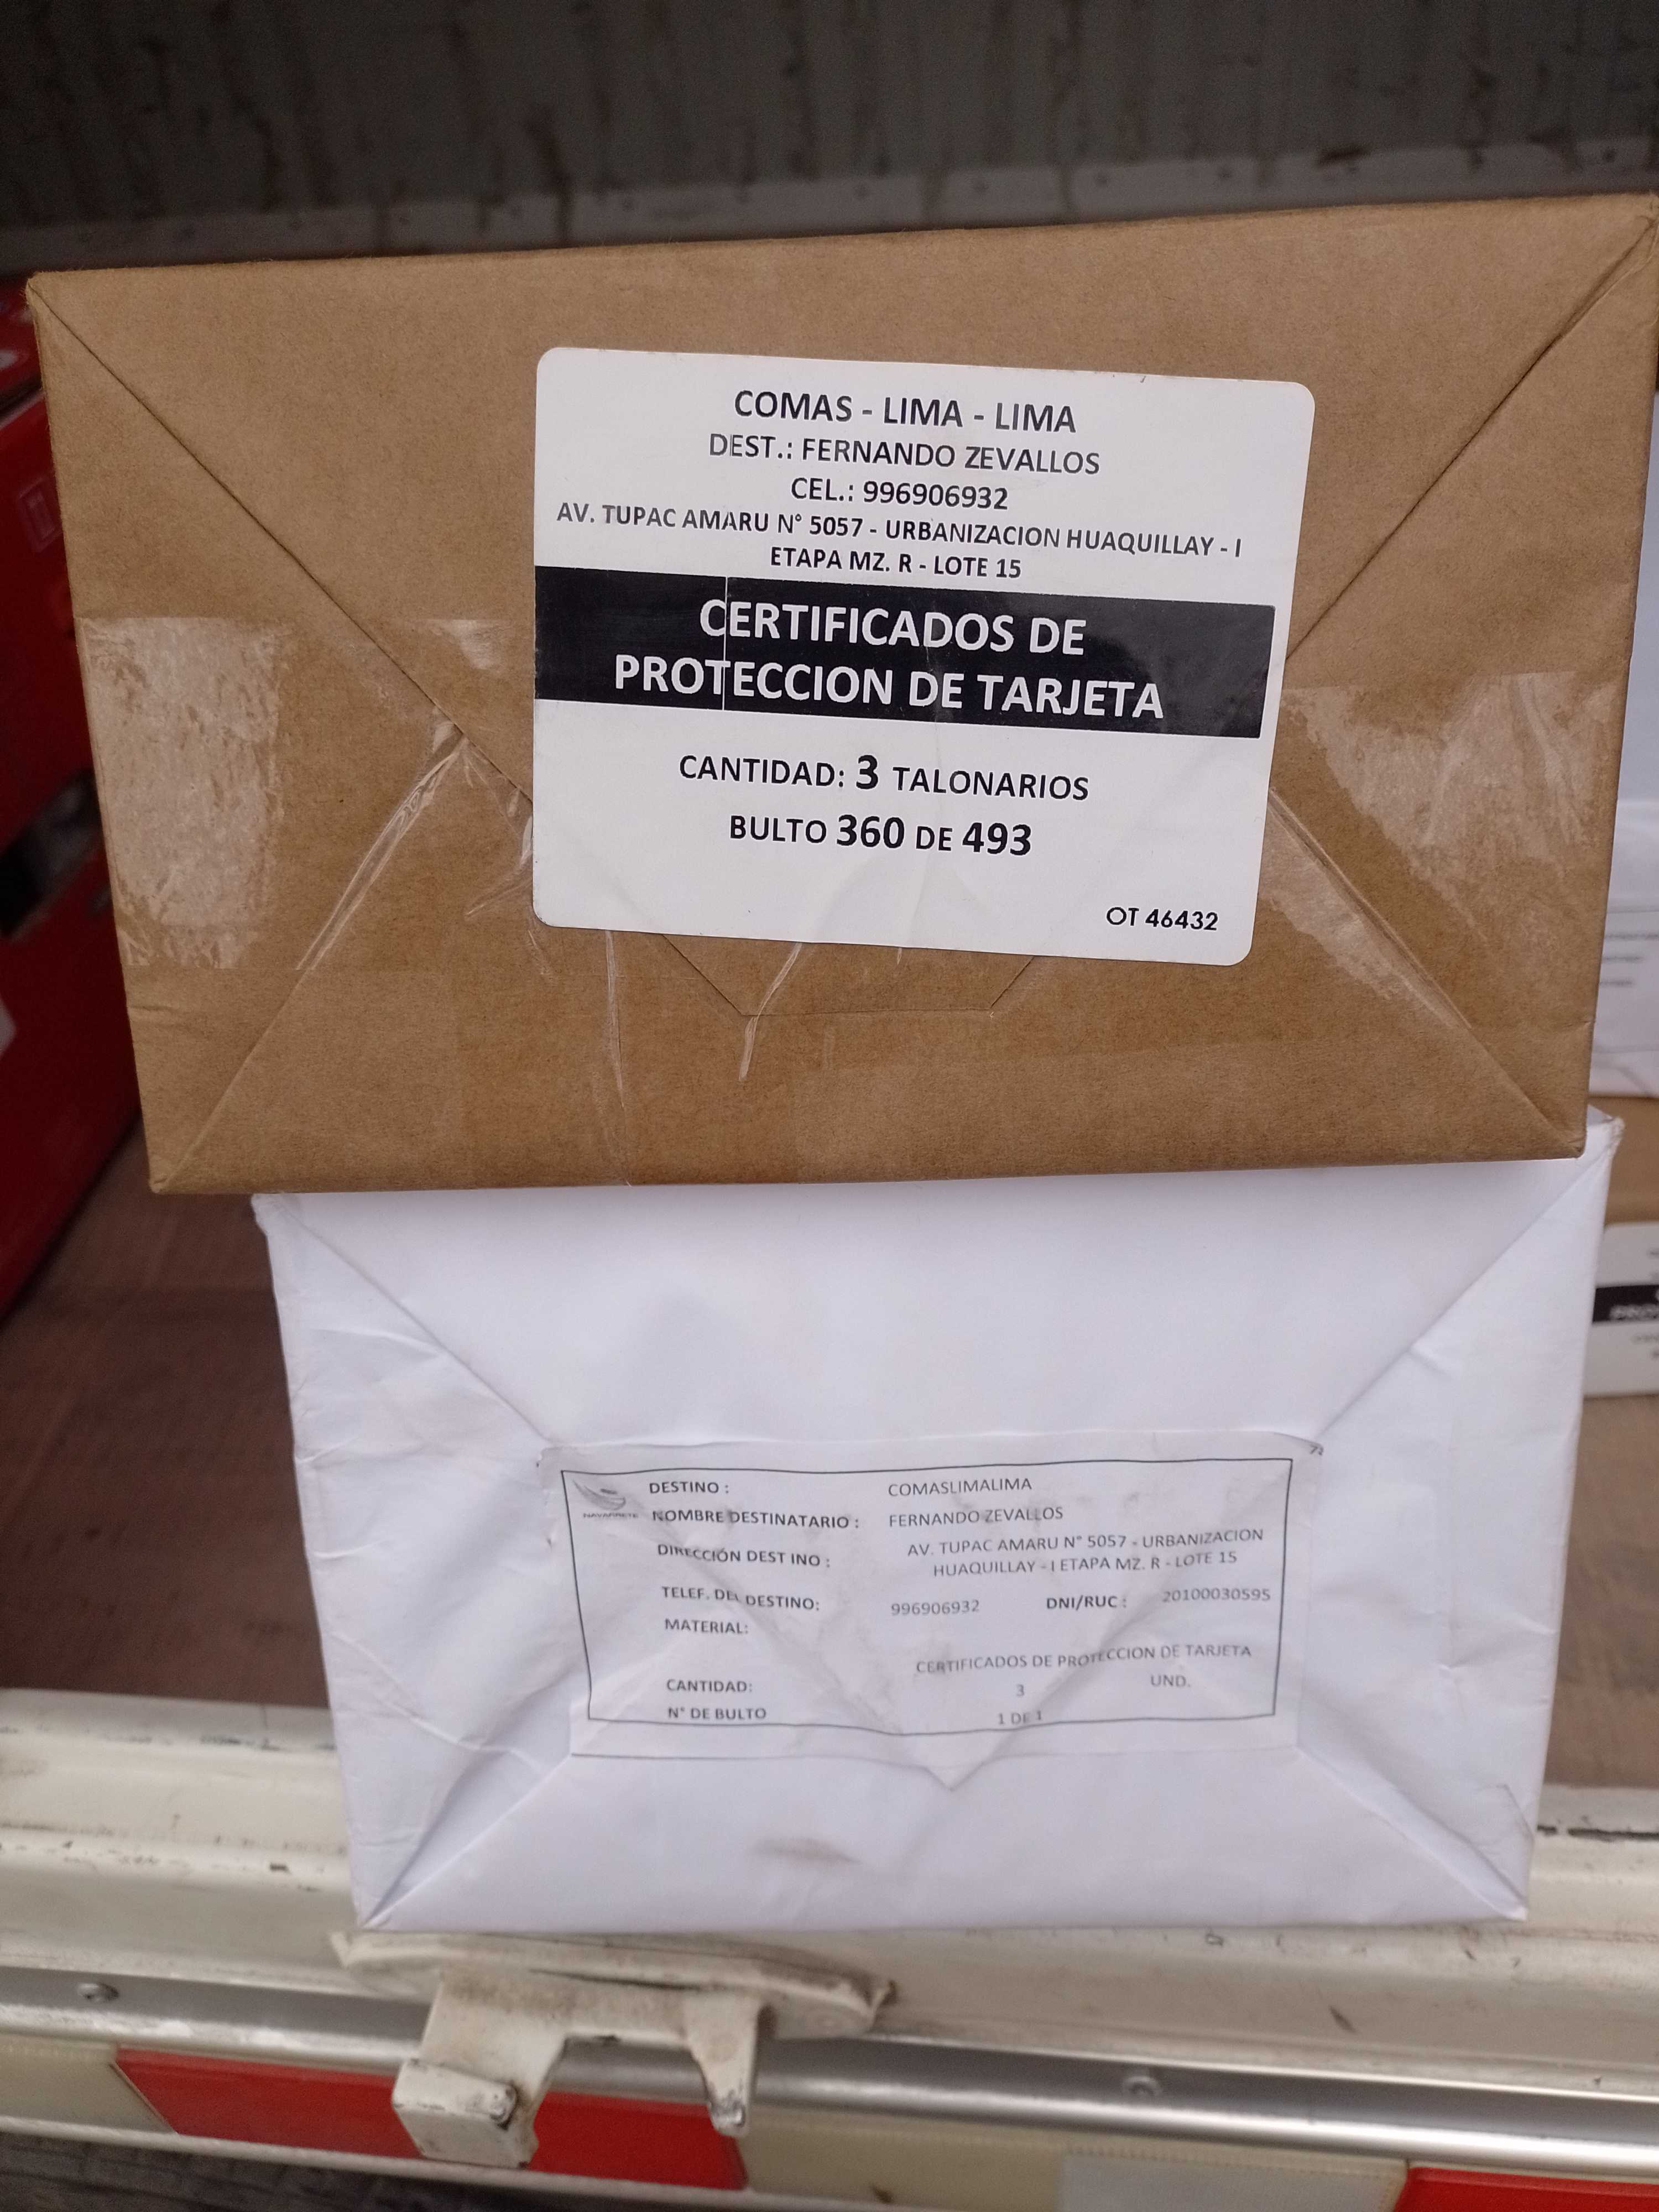 COMAS - LIMA - LIMA
DEST.: FERNANDO ZEVALLOS
CEL.: 996906932
AV. TUPAC AMARU N° 5057 - URBANIZACION HUAQUILLAY - I
ETAPA MZ. R - LOTE 15
CERTIFICADOS DE
PROTECCION DE TARJETA
CANTIDAD: 3 TALONARIOS
BULTO 360 DE 493
OT 46432
NAVARRETE
DESTINO : COMASLIMALIMA
NOMBRE DESTINATARIO : FERNANDO ZEVALLOS
DIRECCIÓN DEST INO : AV. TUPAC AMARU N° 5057 - URBANIZACION
HUAQUILLAY - I ETAPA MZ. R - LOTE 15
TELEF. DEL DESTINO: 996906932 DNI/RUC : 20100030595
MATERIAL:
CERTIFICADOS DE PROTECCION DE TARJETA
CANTIDAD: 3 UND.
N° DE BULTO 1 DE 1